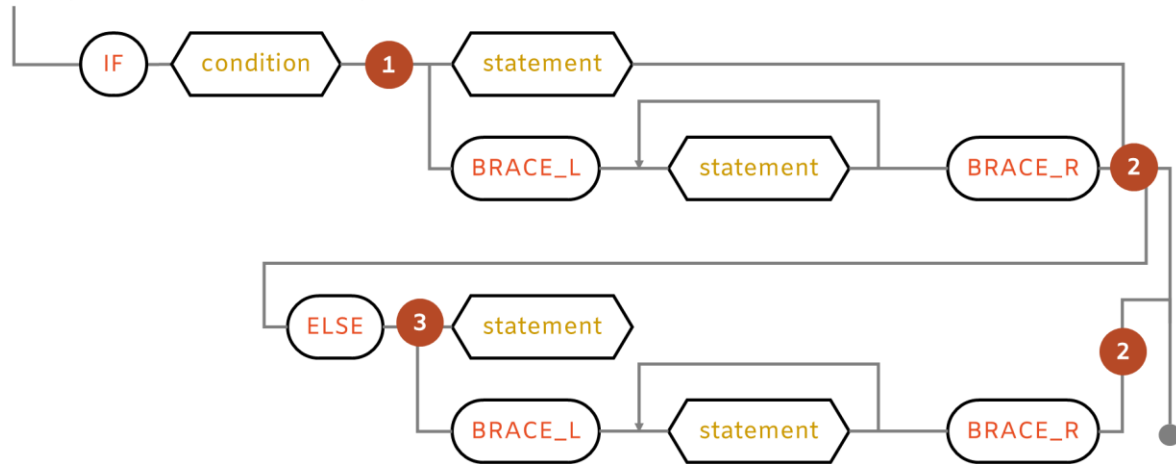 IF condition 1 statement
BRACE_L statement BRACE_R 2
ELSE 3 statement
2
BRACE_L statement BRACE_R